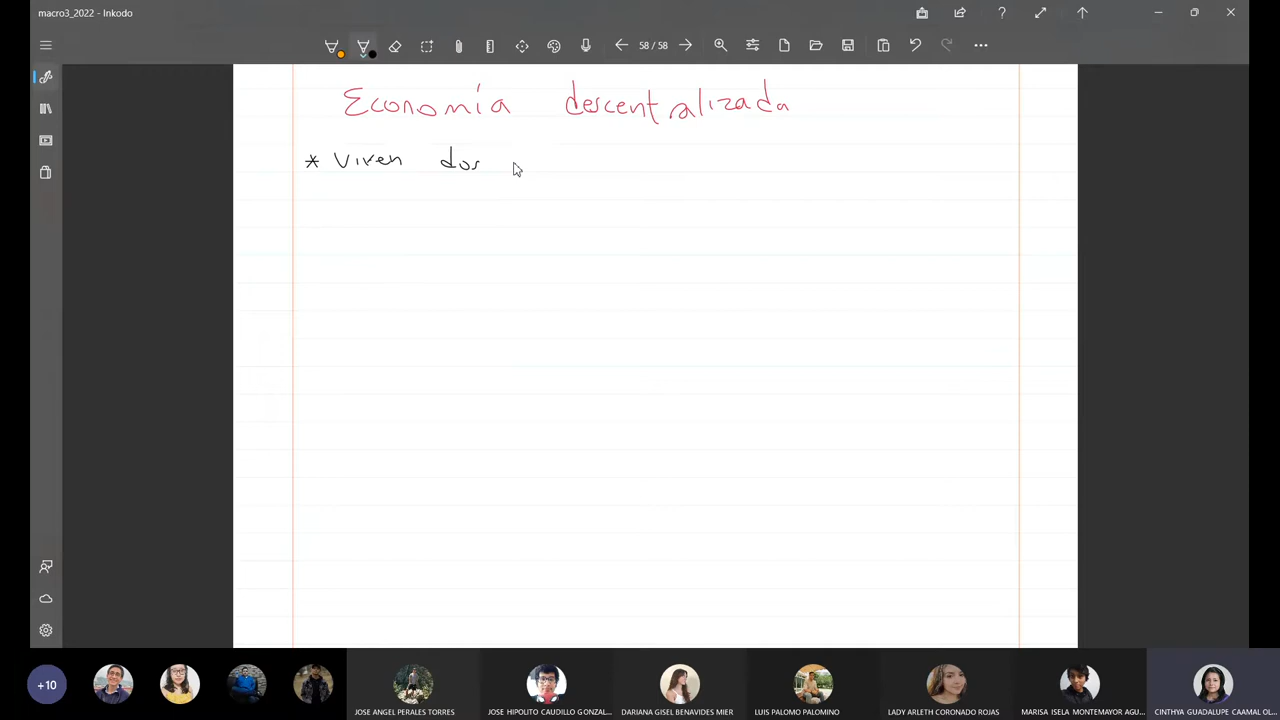 macro3_2022 - Inkodo
58 / 58
Economía descentralizada
* Viven dos
+10
JOSE ANGEL PERALES TORRES
JOSE HIPOLITO CAUDILLO GONZAL...
DARIANA GISEL BENAVIDES MIER
LUIS PALOMO PALOMINO
LADY ARLETH CORONADO ROJAS
MARISA ISELA MONTEMAYOR AGU...
CINTHYA GUADALUPE CAAMAL OL...